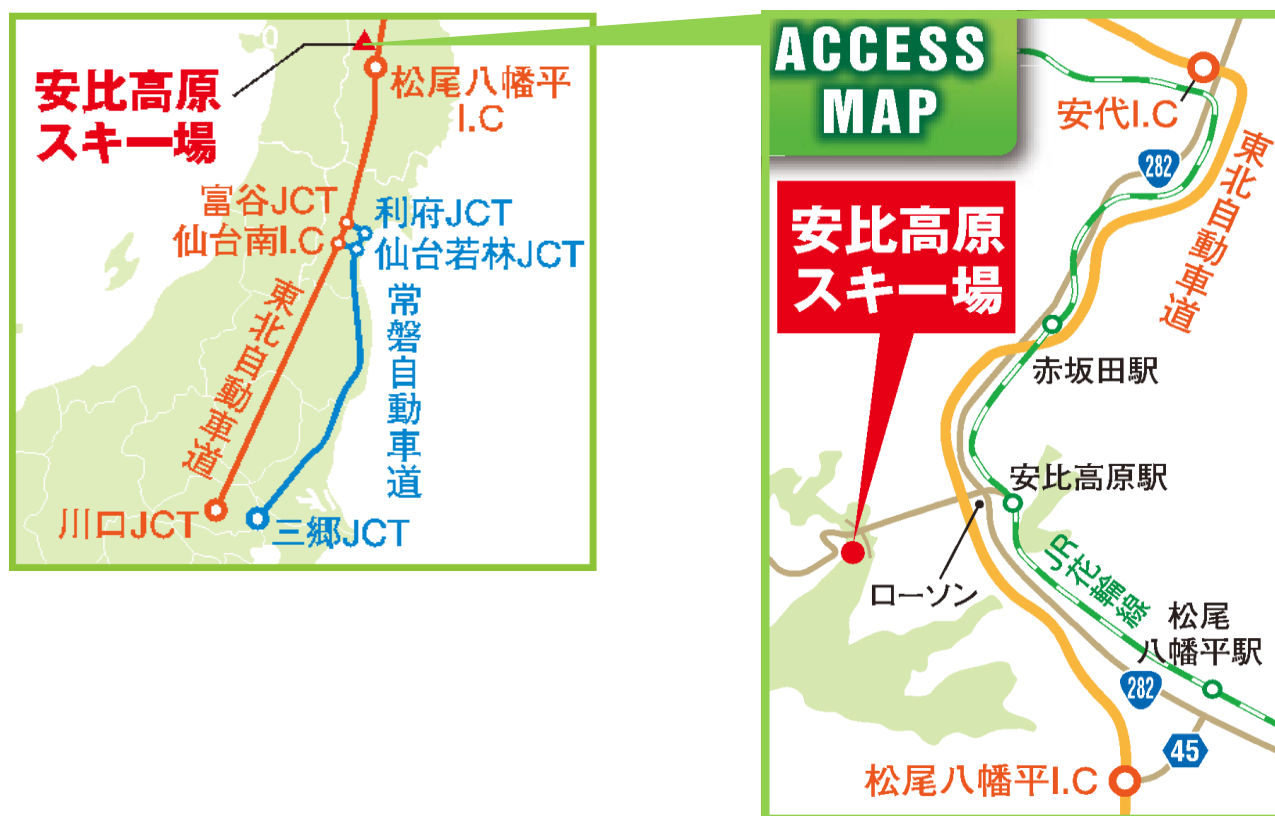 安比高原
スキー場
松尾八幡平
I.C
富谷JCT
仙台南I.C
利府JCT
仙台若林JCT
東北自動車道
常磐自動車道
川口JCT
三郷JCT
ACCESS
MAP
安代I.C
282
東北自動車道
安比高原
スキー場
赤坂田駅
安比高原駅
ローソン
JR花輪線
松尾
八幡平駅
282
45
松尾八幡平I.C